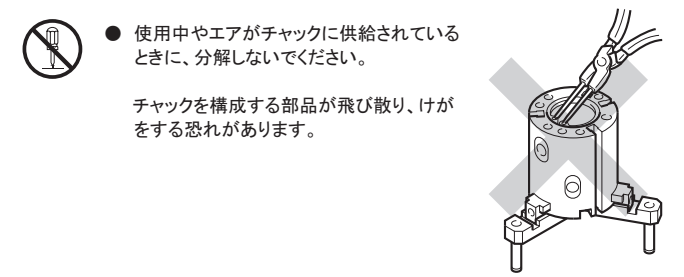 ● 使用中やエアがチャックに供給されている
ときに、分解しないでください。
チャックを構成する部品が飛び散り、けが
をする恐れがあります。